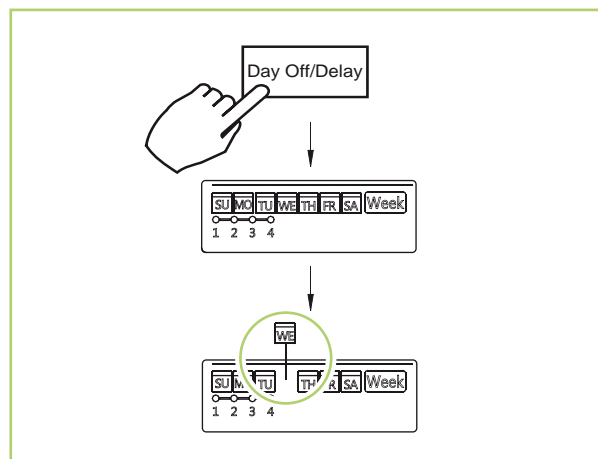 Day Off/Delay
SU MO TU WE TH FR SA Week
1 2 3 4
WE
SU M TU TH R SA Week
1 2 3 4